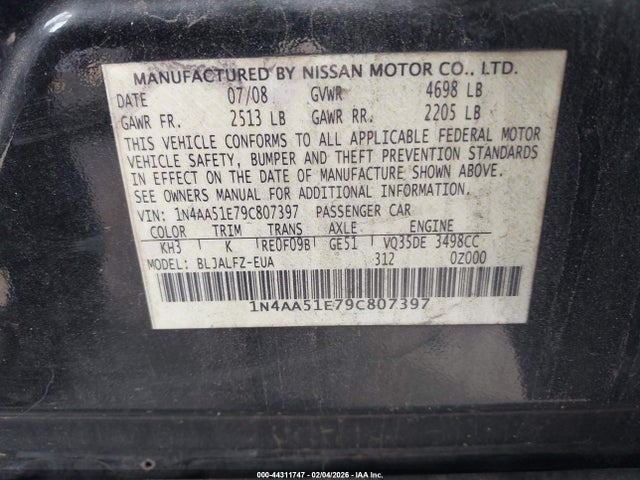 MANUFACTURED BY NISSAN MOTOR CO., LTD.
DATE 07/08 GVWR 4698 LB
GAWR FR. 2513 LB GAWR RR. 2205 LB
THIS VEHICLE CONFORMS TO ALL APPLICABLE FEDERAL MOTOR
VEHICLE SAFETY, BUMPER AND THEFT PREVENTION STANDARDS
IN EFFECT ON THE DATE OF MANUFACTURE SHOWN ABOVE.
SEE OWNERS MANUAL FOR ADDITIONAL INFORMATION.
VIN: 1N4AA51E79C807397 PASSENGER CAR
COLOR TRIM TRANS AXLE ENGINE
KH3 K RE0F09B GE51 VQ35DE 3498CC
MODEL: BLJALFZ-EUA 312 0Z000
1N4AA51E79C807397
000-44311747 - 02/04/2026 - IAA Inc.